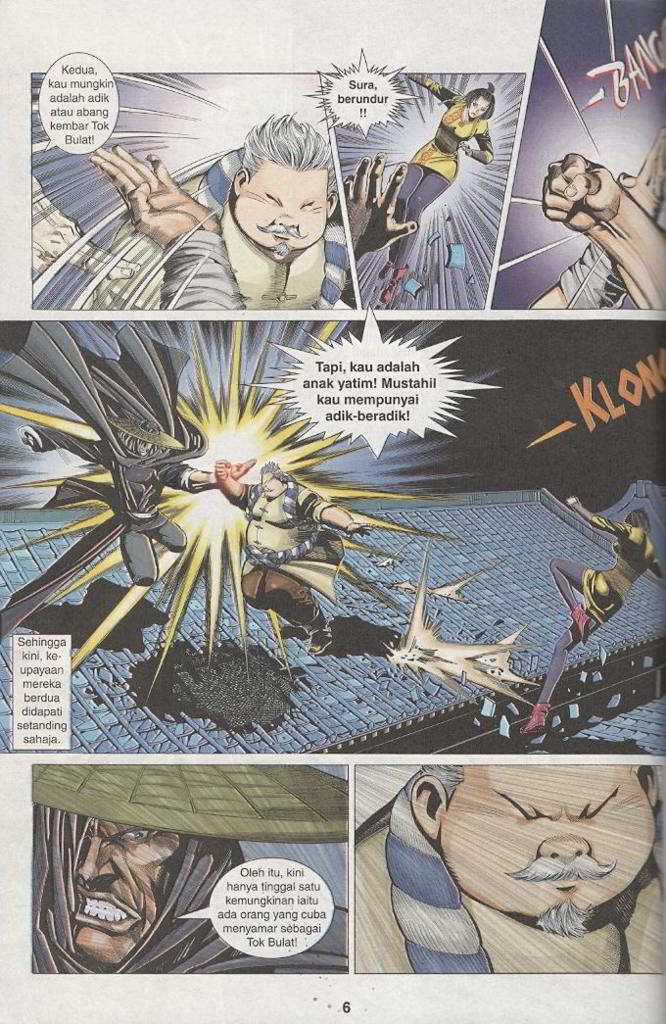 Kedua,
kau mungkin
adalah adik
atau abang
kembar Tok
Bulat!
Sura,
berundur
!!
BANG
Tapi, kau adalah
anak yatim! Mustahil
kau mempunyai
adik-beradik!
KLON
Sehingga
kini, ke-
upayaan
mereka
berdua
didapati
setanding
sahaja.
Oleh itu, kini
hanya tinggal satu
kemungkinan iaitu
ada orang yang cuba
menyamar sebagai
Tok Bulat!
6